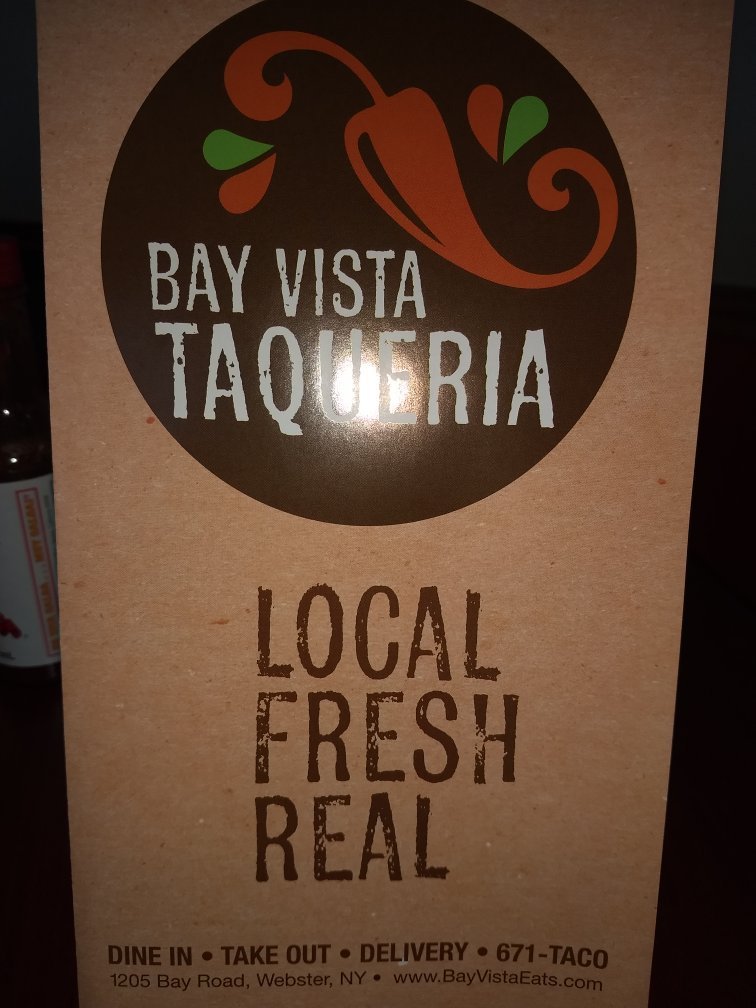 BAY VISTA
TAQUERIA
LOCAL
FRESH
REAL
DINE IN • TAKE OUT • DELIVERY • 671-TACO
1205 Bay Road, Webster, NY • www.BayVistaEats.com